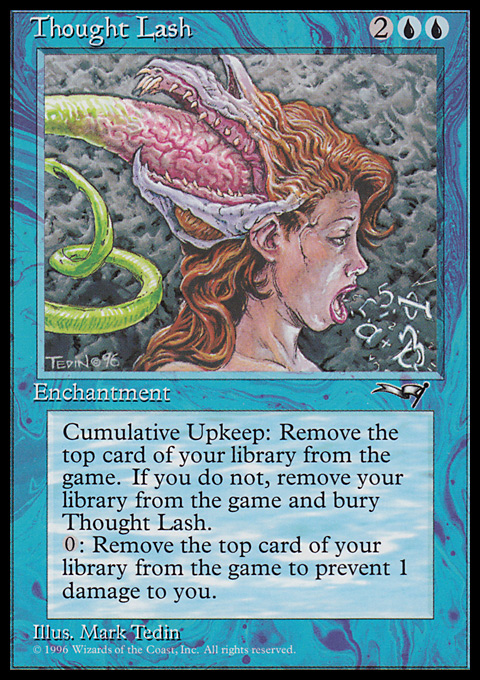 Thought Lash 2
TEDIN © 96
Enchantment
Cumulative Upkeep: Remove the
top card of your library from the
game. If you do not, remove your
library from the game and bury
Thought Lash.
0: Remove the top card of your
library from the game to prevent 1
damage to you.
Illus. Mark Tedin
© 1996 Wizards of the Coast, Inc. All rights reserved.